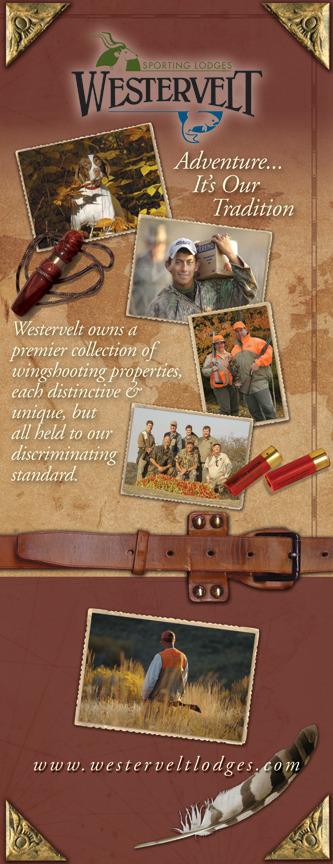 SPORTING LODGES
WESTERVELT
Adventure...
It's Our
Tradition
Westervelt owns a
premier collection of
wingshooting properties,
each distinctive &
unique, but
all held to our
discriminating
standard.
www.westerveltlodges.com